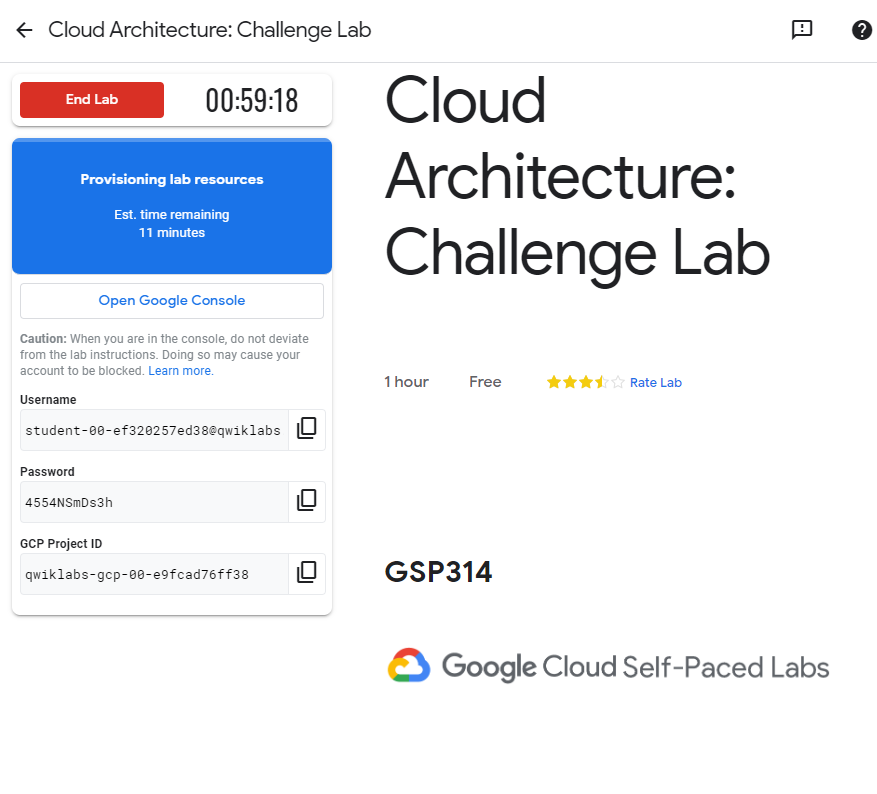 Cloud Architecture: Challenge Lab
End Lab
00:59:18
Provisioning lab resources
Est. time remaining
11 minutes
Open Google Console
Caution: When you are in the console, do not deviate
from the lab instructions. Doing so may cause your
account to be blocked. Learn more.
Username
student-00-ef320257ed38@qwiklabs
Password
4554NSmDs3h
GCP Project ID
qwiklabs-gcp-00-e9fcad76ff38
Cloud
Architecture:
Challenge Lab
1 hour
Free
Rate Lab
GSP314
Google Cloud Self-Paced Labs